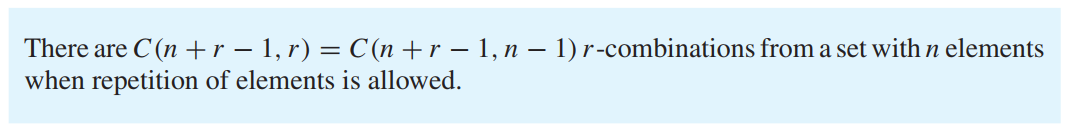 There are C(n + r − 1, r) = C(n + r − 1, n − 1) r-combinations from a set with n elements
when repetition of elements is allowed.